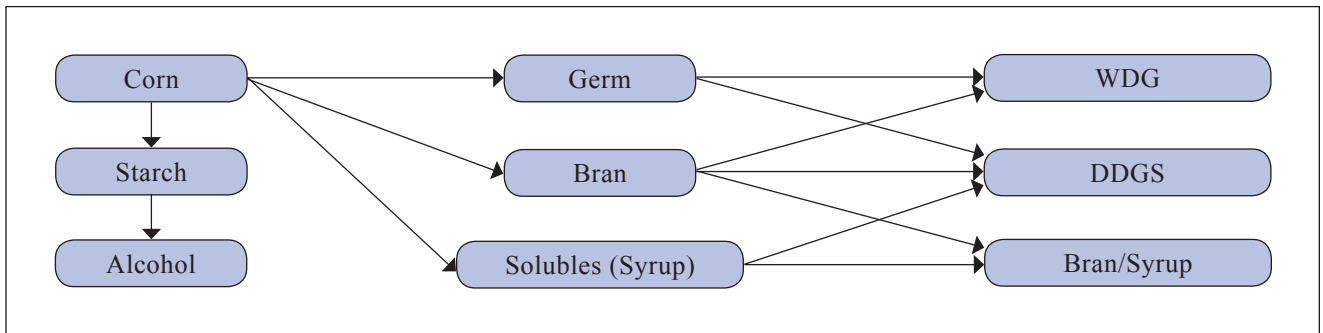 Corn
Germ
WDG
Starch
Bran
DDGS
Alcohol
Solubles (Syrup)
Bran/Syrup